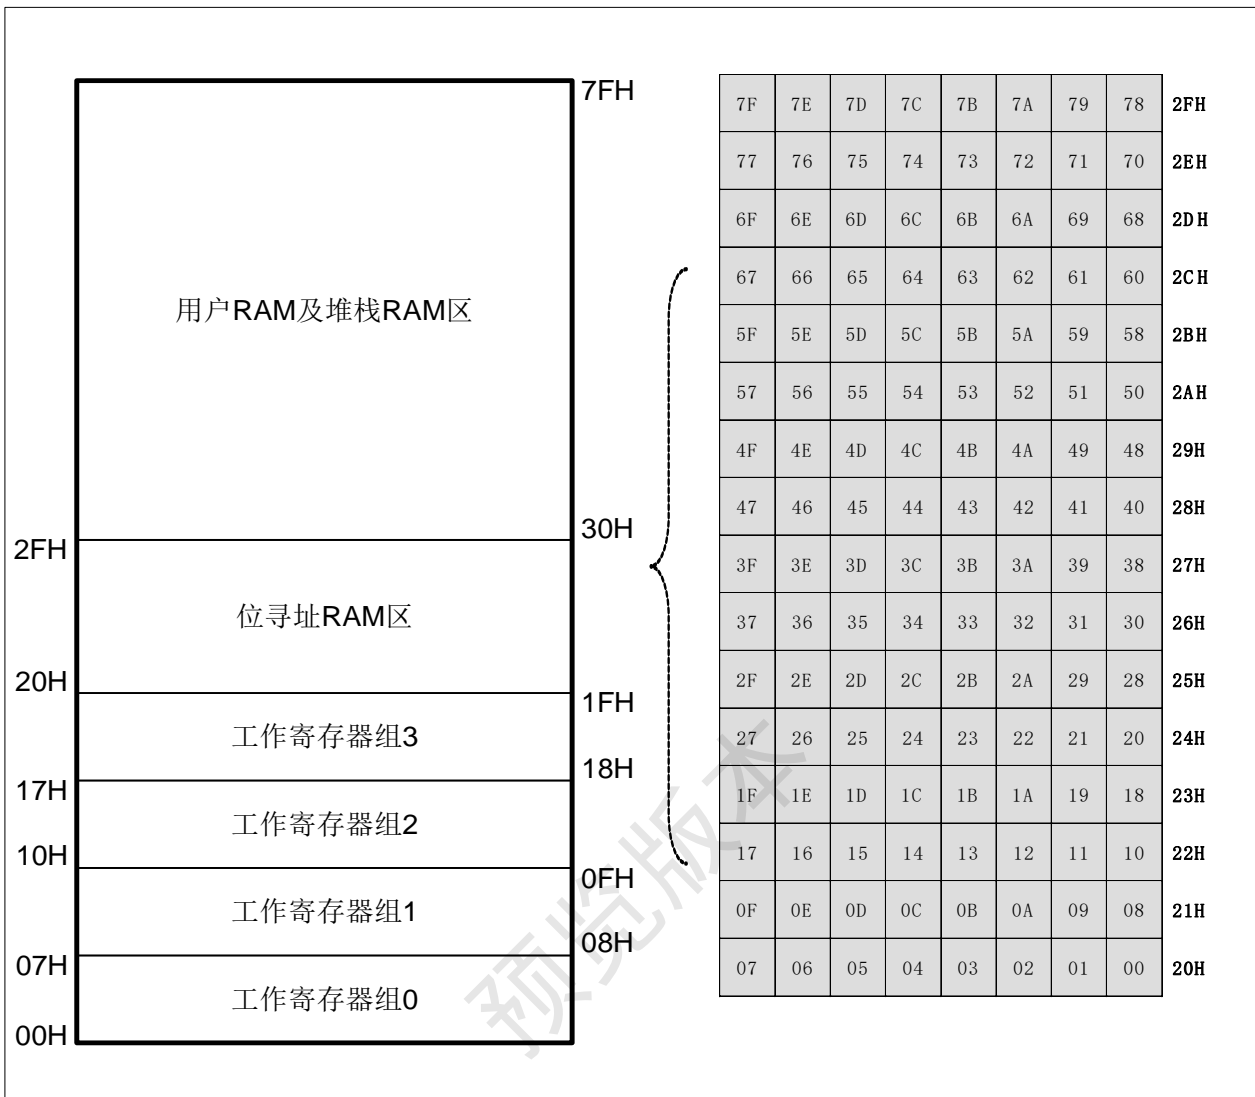 7FH
用户RAM及堆栈RAM区
30H
2FH
位寻址RAM区
20H
1FH
工作寄存器组3
18H
17H
工作寄存器组2
10H
0FH
工作寄存器组1
08H
07H
工作寄存器组0
00H
7F 7E 7D 7C 7B 7A 79 78 2FH
77 76 75 74 73 72 71 70 2EH
6F 6E 6D 6C 6B 6A 69 68 2DH
67 66 65 64 63 62 61 60 2CH
5F 5E 5D 5C 5B 5A 59 58 2BH
57 56 55 54 53 52 51 50 2AH
4F 4E 4D 4C 4B 4A 49 48 29H
47 46 45 44 43 42 41 40 28H
3F 3E 3D 3C 3B 3A 39 38 27H
37 36 35 34 33 32 31 30 26H
2F 2E 2D 2C 2B 2A 29 28 25H
27 26 25 24 23 22 21 20 24H
1F 1E 1D 1C 1B 1A 19 18 23H
17 16 15 14 13 12 11 10 22H
0F 0E 0D 0C 0B 0A 09 08 21H
07 06 05 04 03 02 01 00 20H
预览版本